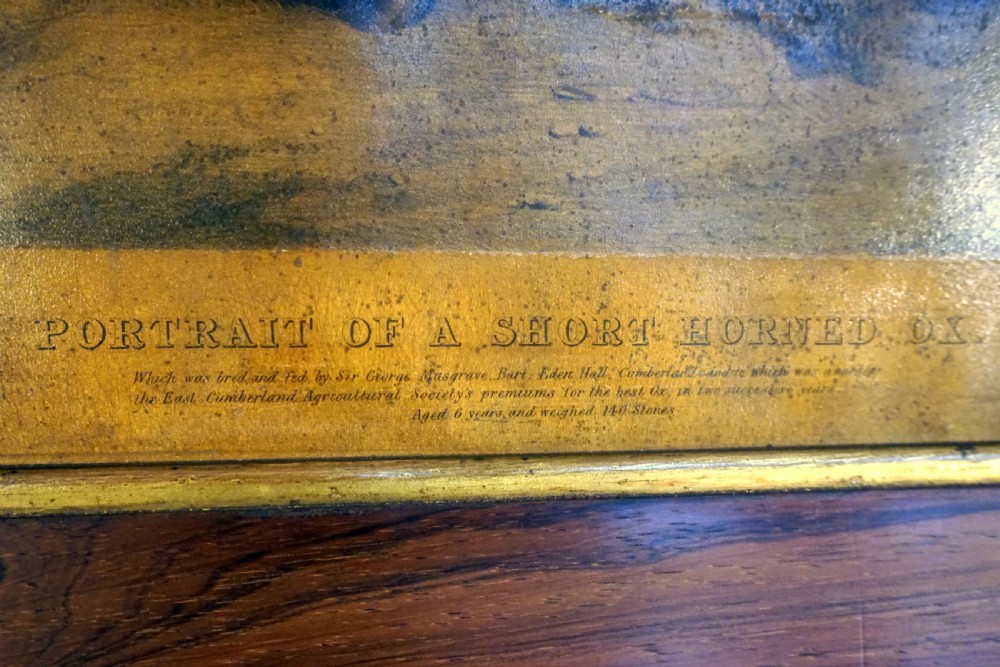 PORTRAIT OF A SHORT HORNED OX.
Which was bred and fed by Sir George Musgrave, Bart. Eden Hall, Cumberland and to which was awarded
the East Cumberland Agricultural Society's premiums for the best Ox, in two successive years
Aged 6 years and weighed 140 Stones